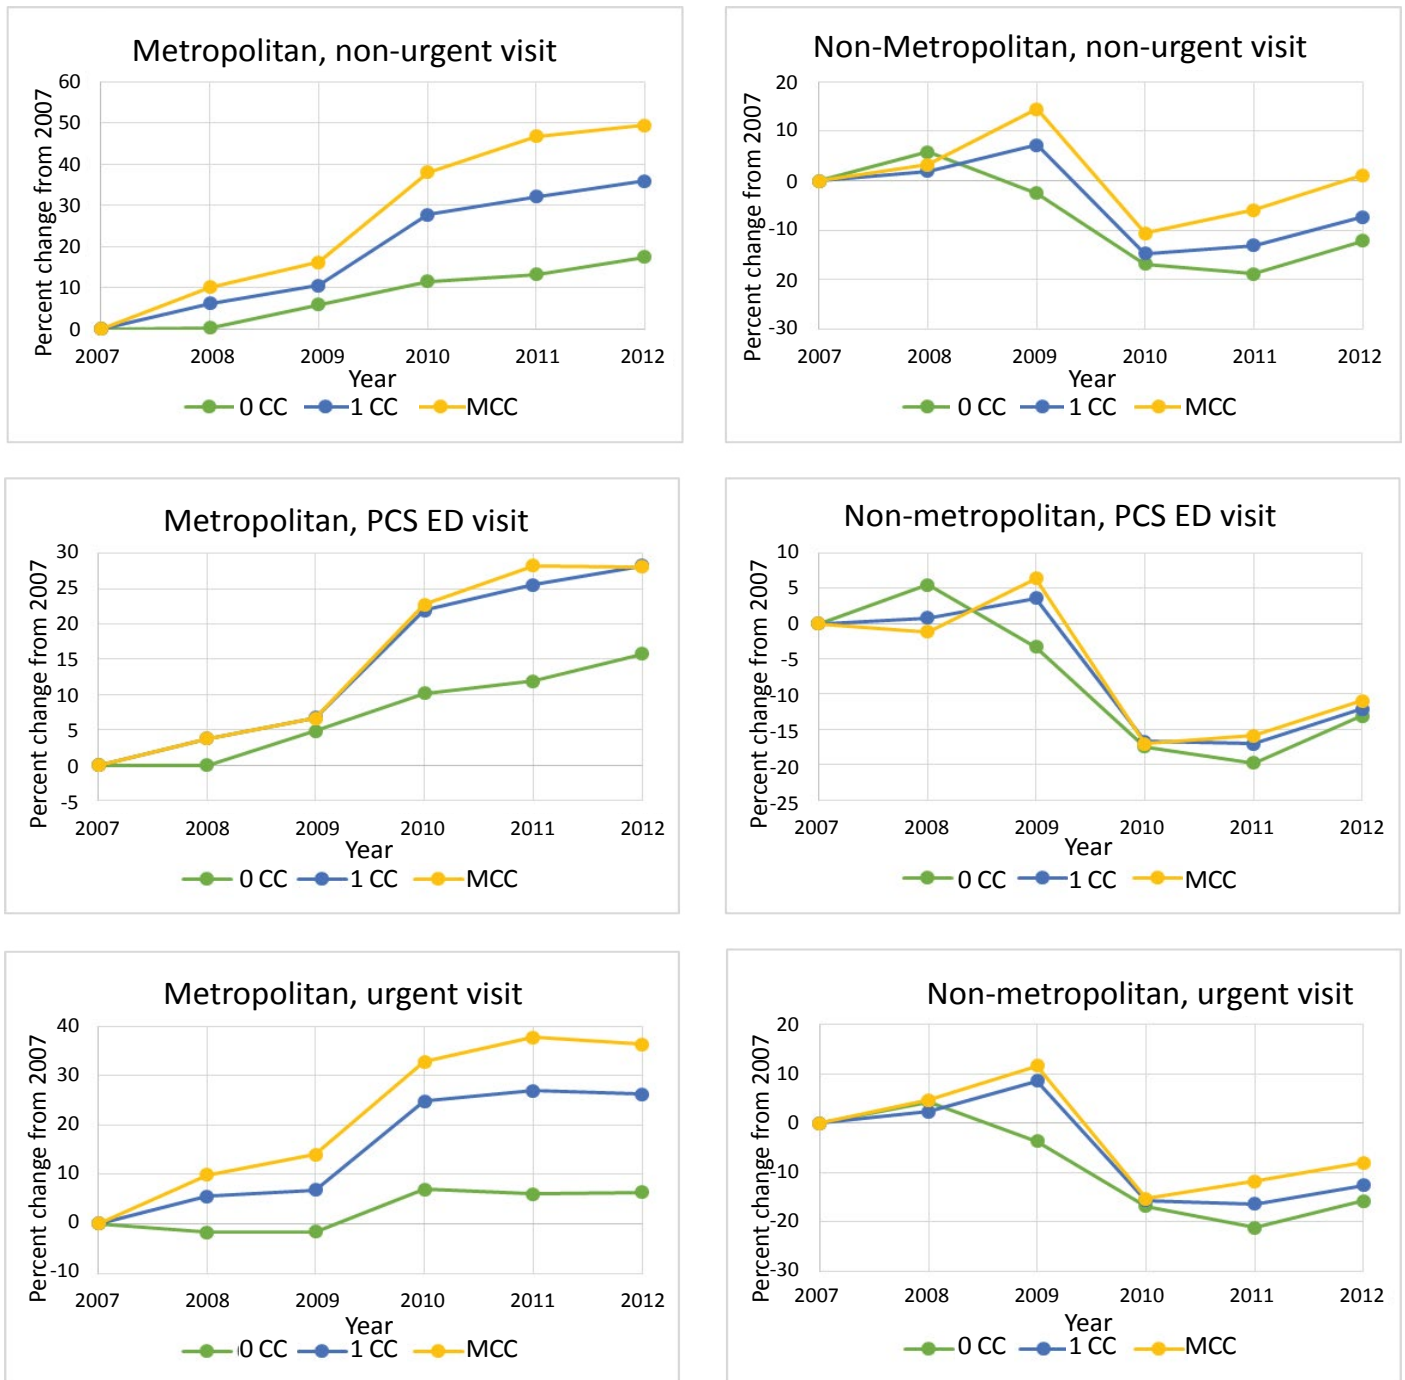 Metropolitan, non-urgent visit
Percent change from 2007
60
50
40
30
20
10
0
2007 2008 2009 2010 2011 2012
Year
0 CC 1 CC MCC
Non-Metropolitan, non-urgent visit
Percent change from 2007
20
10
0
-10
20
-30
2007 2008 2009 2010 2011 2012
Year
0 CC 1 CC MCC
Metropolitan, PCS ED visit
Percent change from 2007
30
25
20
15
10
5
0
-5
2007 2008 2009 2010 2011 2012
Year
0 CC 1 CC MCC
Non-metropolitan, PCS ED visit
Percent change from 2007
10
5
0
-5
-10
-15
-20
-25
2007 2008 2009 2010 2011 2012
Year
0 CC 1 CC MCC
Metropolitan, urgent visit
Percent change from 2007
40
30
20
10
0
-10
2007 2008 2009 2010 2011 2012
Year
0 CC 1 CC MCC
Non-metropolitan, urgent visit
Percent change from 2007
20
10
0
-10
-20
-30
2007 2008 2009 2010 2011 2012
Year
0 CC 1 CC MCC